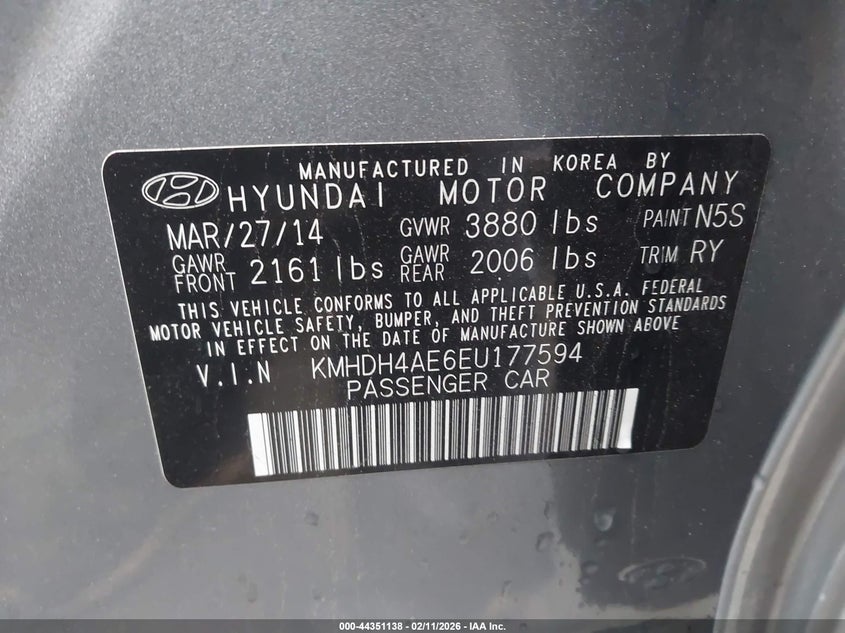 MANUFACTURED IN KOREA BY
HYUNDAI MOTOR COMPANY
MAR/27/14 GVWR 3880 lbs PAINT N5S
GAWR FRONT 2161 lbs GAWR REAR 2006 lbs TRIM RY
THIS VEHICLE CONFORMS TO ALL APPLICABLE U.S.A. FEDERAL
MOTOR VEHICLE SAFETY, BUMPER, AND THEFT PREVENTION STANDARDS
IN EFFECT ON THE DATE OF MANUFACTURE SHOWN ABOVE
V.I.N KMHDH4AE6EU177594
PASSENGER CAR
000-44351138 - 02/11/2026 - IAA Inc.